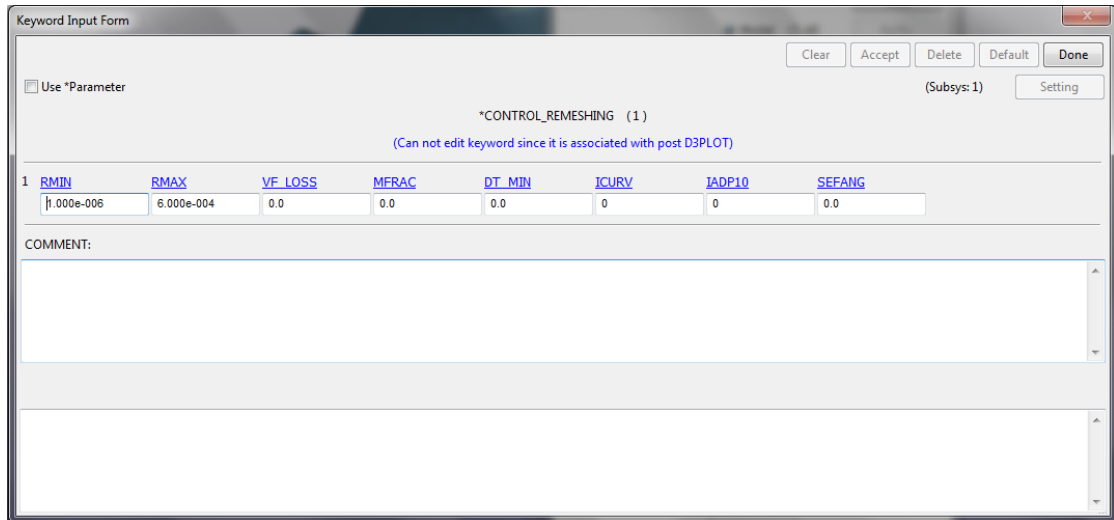 Keyword Input Form
Clear Accept Delete Default Done
Use *Parameter (Subsys: 1) Setting
*CONTROL_REMESHING (1)
(Can not edit keyword since it is associated with post D3PLOT)
1 RMIN RMAX VF_LOSS MFRAC DT_MIN ICURV IADP10 SEFANG
1.000e-006 6.000e-004 0.0 0.0 0.0 0 0 0.0
COMMENT: